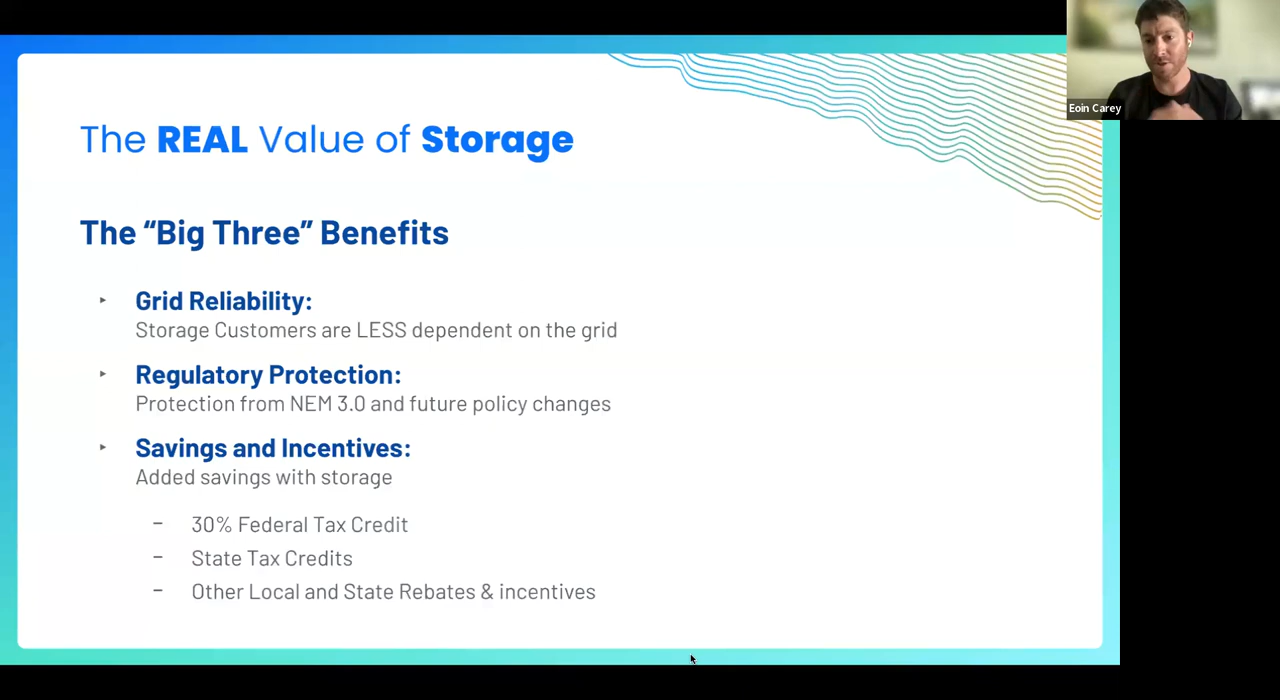 Eoin Carey
The REAL Value of Storage
The “Big Three” Benefits
‣ Grid Reliability:
Storage Customers are LESS dependent on the grid
‣ Regulatory Protection:
Protection from NEM 3.0 and future policy changes
‣ Savings and Incentives:
Added savings with storage
– 30% Federal Tax Credit
– State Tax Credits
– Other Local and State Rebates & incentives